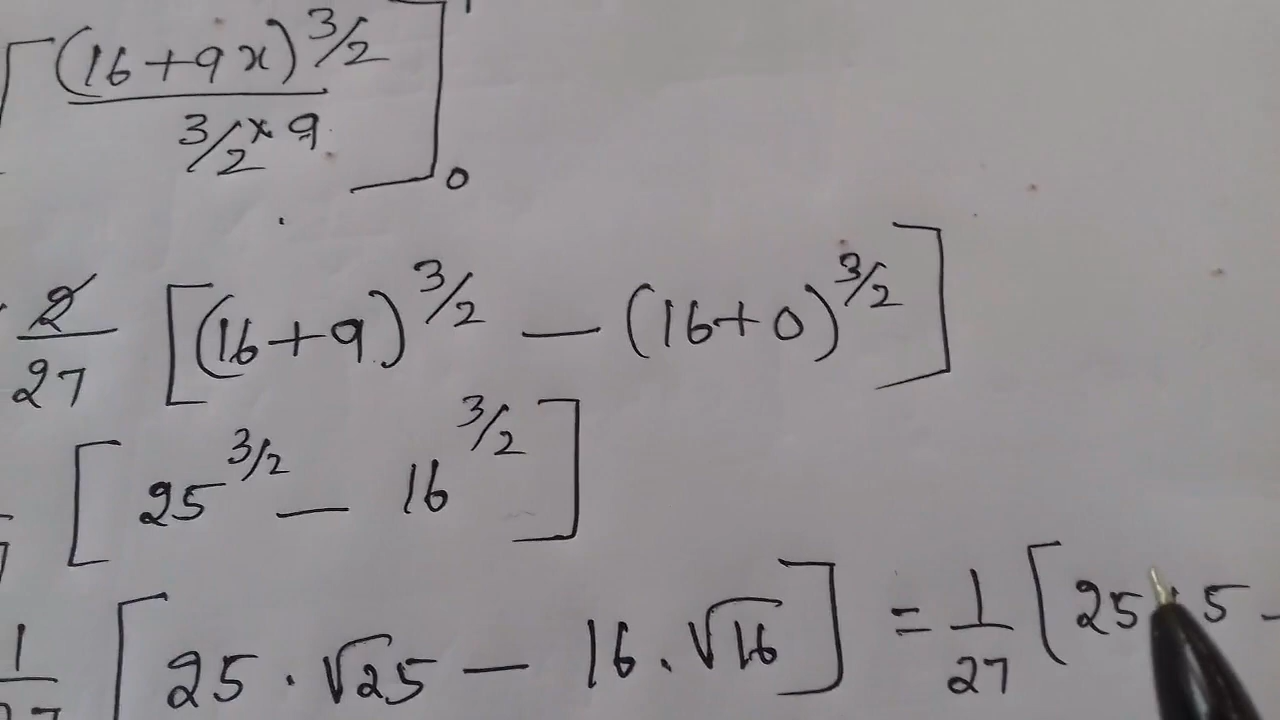 [(16+9x)^3/2 / 3/2×9]_0
2/27 [(16+9)^3/2 — (16+0)^3/2]
[25^3/2 — 16^3/2]
1/27 [25·√25 — 16.√16] = 1/27 [25·5 -